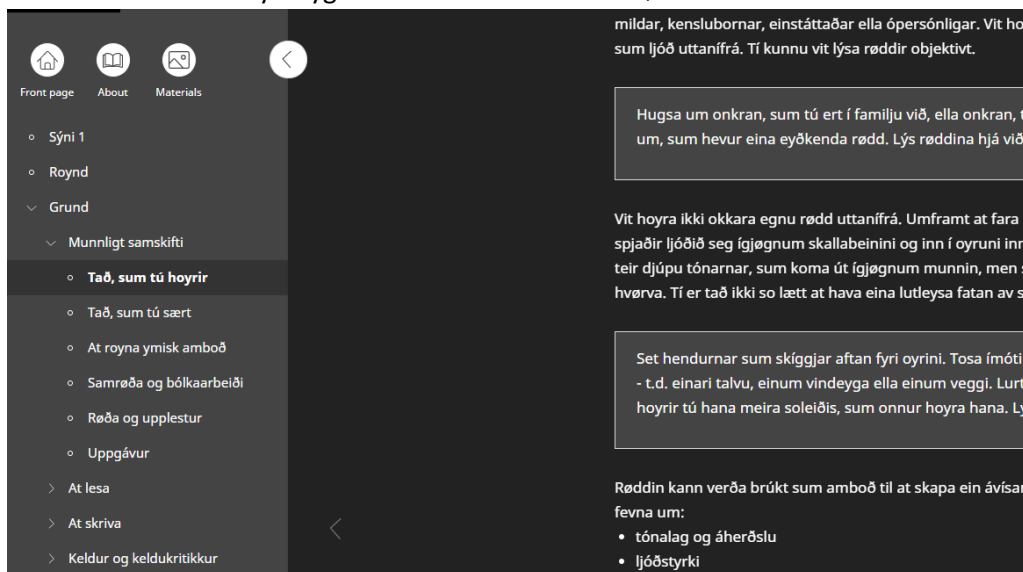 Front page
About
Materials
Sýni 1
Roynd
Grund
Munnligt samskifti
Tað, sum tú hoyrir
Tað, sum tú sært
At royna ymisk amboð
Samrøða og bólkaarbeiði
Røða og upplestur
Uppgávur
At lesa
At skriva
Keldur og keldukritikkur
mildar, kenslubornar, einstáttaðar ella ópersónligar. Vit ho
sum ljóð uttanífrá. Tí kunnu vit lýsa røddir objektivt.
Hugsa um onkran, sum tú ert í familju við, ella onkran, t
um, sum hevur eina eyðkenda rødd. Lýs røddina hjá við
Vit hoyra ikki okkara egnu rødd uttanífrá. Umframt at fara
spjaðir ljóðið seg ígjøgnum skallabeinini og inn í oyruni inn
teir djúpu tónarnar, sum koma út ígjøgnum munnin, men s
hvørva. Tí er tað ikki so lætt at hava eina lutleysa fatan av s
Set hendurnar sum skíggjar aftan fyri oyrini. Tosa ímóti
- t.d. einari talvu, einum vindeyga ella einum veggi. Lurt
hoyrir tú hana meira soleiðis, sum onnur hoyra hana. Ly
Røddin kann verða brúkt sum amboð til at skapa ein ávísan
fevna um:
• tónalag og áherðslu
• ljóðstyrki